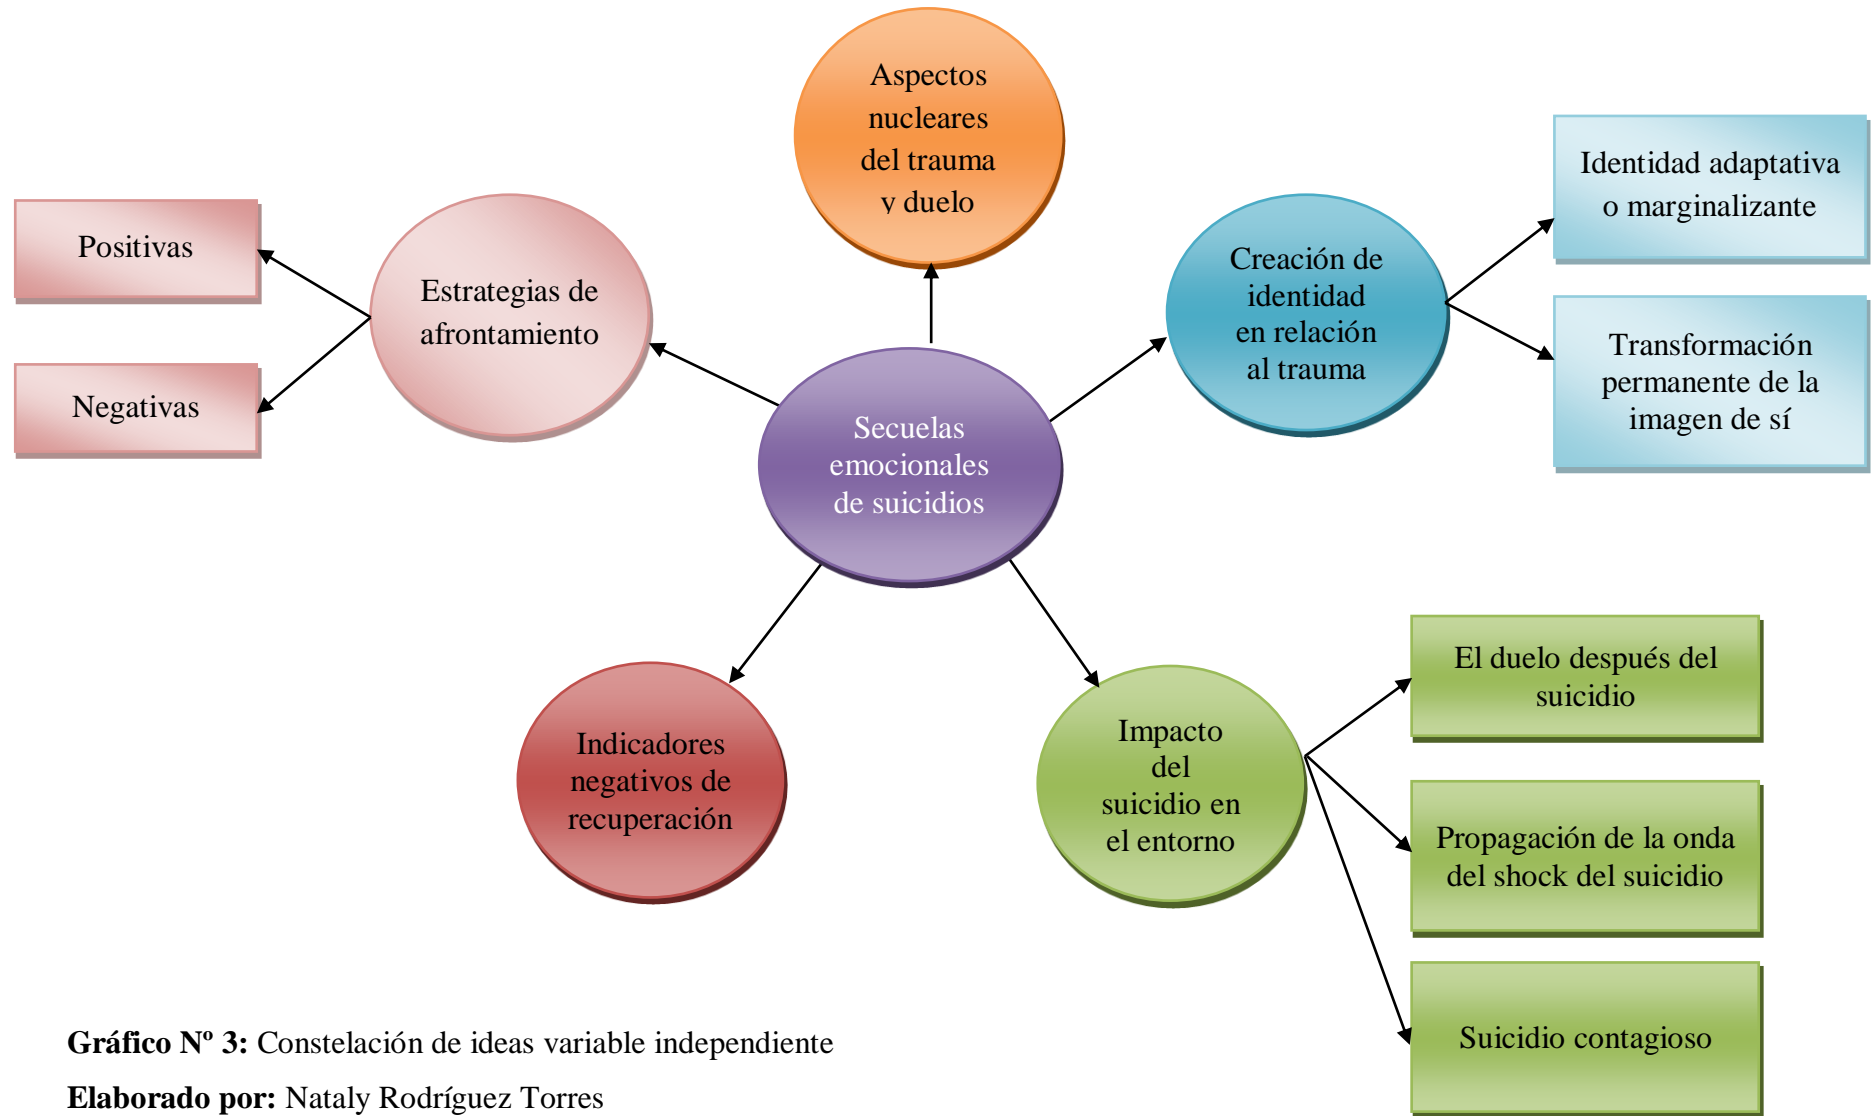 Aspectos
nucleares
del trauma
y duelo
Positivas
Negativas
Estrategias de
afrontamiento
Creación de
identidad
en relación
al trauma
Identidad adaptativa
o marginalizante
Transformación
permanente de la
imagen de sí
Secuelas
emocionales
de suicidios
Indicadores
negativos de
recuperación
Impacto
del
suicidio en
el entorno
El duelo después del
suicidio
Propagación de la onda
del shock del suicidio
Suicidio contagioso
Gráfico Nº 3: Constelación de ideas variable independiente
Elaborado por: Nataly Rodríguez Torres